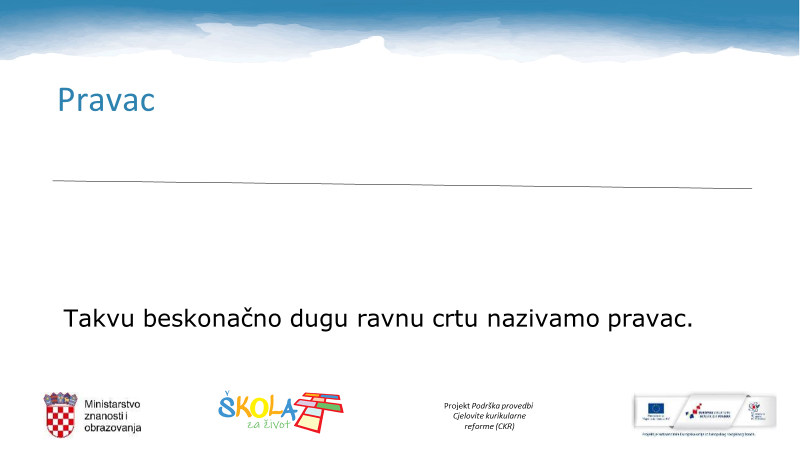 Pravac
Takvu beskonačno dugu ravnu crtu nazivamo pravac.
Ministarstvo
znanosti i
obrazovanja
ŠKOLA
za život
Projekt Podrška provedbi
Cjelovite kurikularne
reforme (CKR)